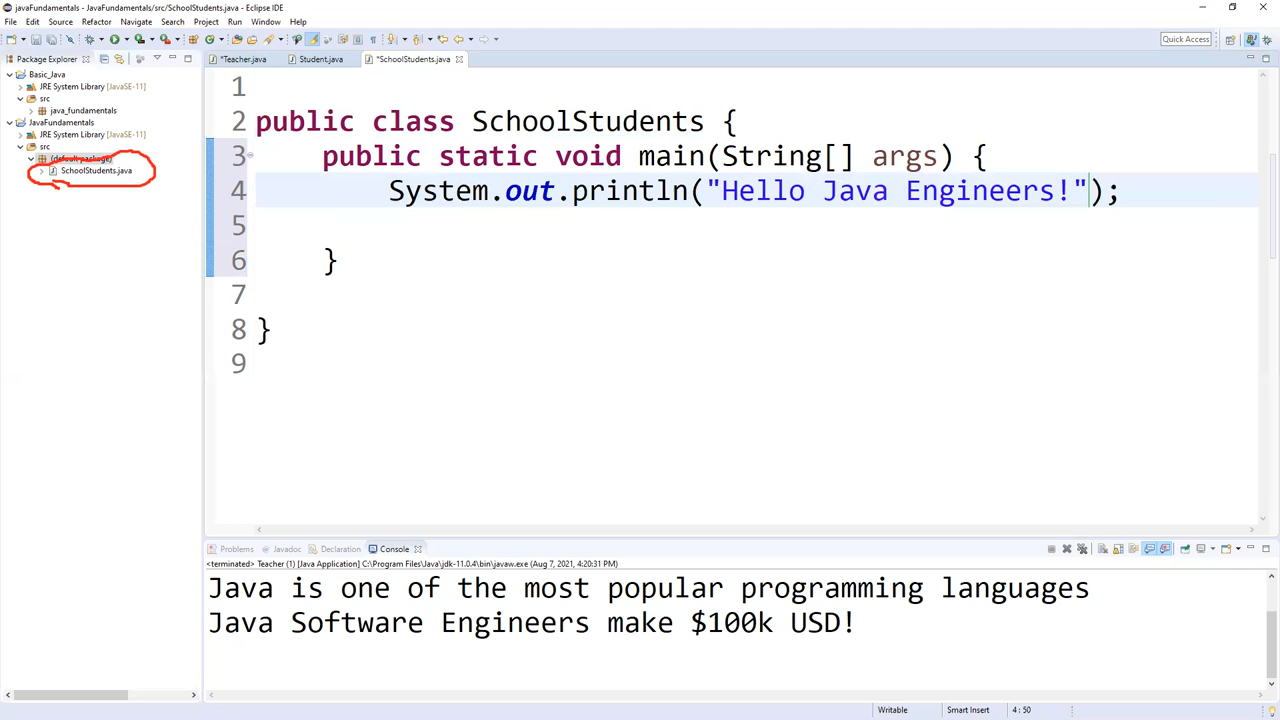 javaFundamentals - JavaFundamentals/src/SchoolStudents.java - Eclipse IDE
File Edit Source Refactor Navigate Search Project Run Window Help
Quick Access
Package Explorer
Basic_Java
JRE System Library [JavaSE-11]
src
java_fundamentals
JavaFundamentals
JRE System Library [JavaSE-11]
src
(default package)
SchoolStudents.java
*Teacher.java Student.java *SchoolStudents.java
1
2 public class SchoolStudents {
3 public static void main(String[] args) {
4 System.out.println("Hello Java Engineers!");
5
6 }
7
8 }
9
Problems Javadoc Declaration Console
<terminated> Teacher (1) [Java Application] C:\Program Files\Java\jdk-11.0.4\bin\javaw.exe (Aug 7, 2021, 4:20:31 PM)
Java is one of the most popular programming languages
Java Software Engineers make $100k USD!
Writable Smart Insert 4 : 50